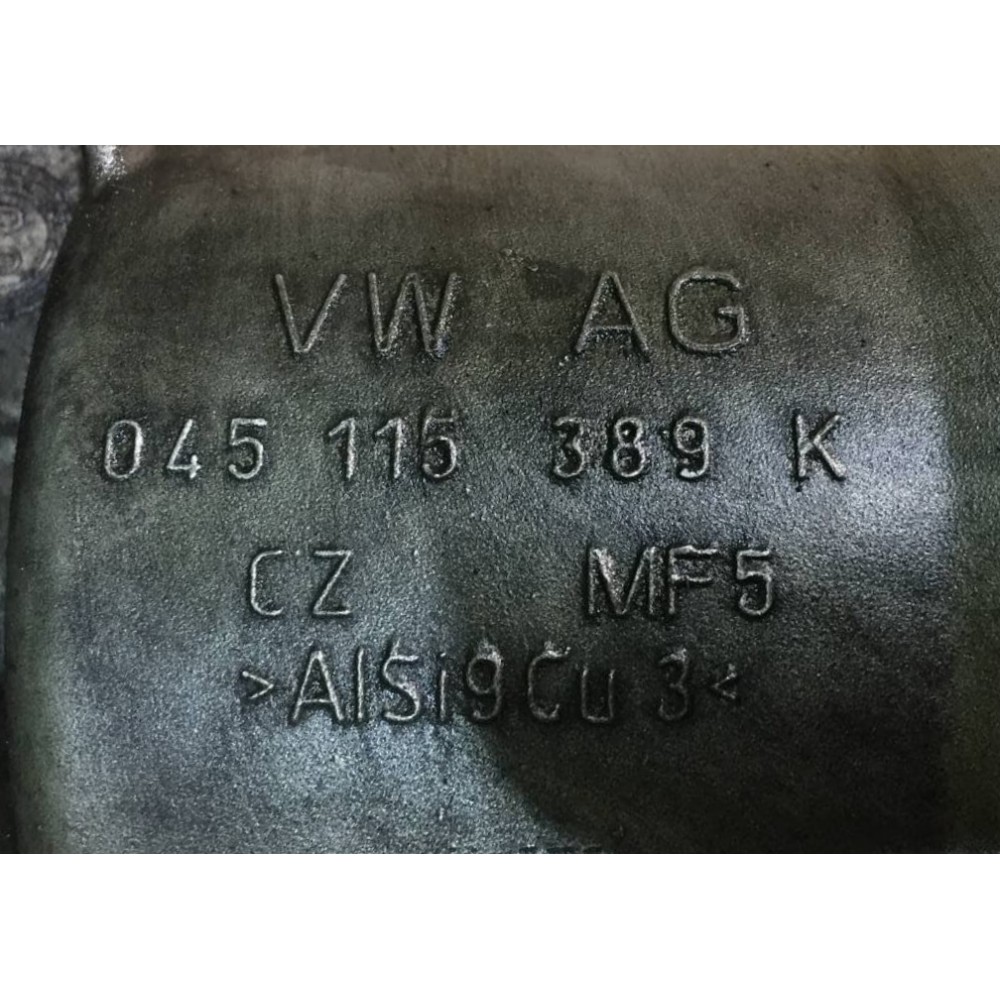 VW AG
045 115 389 K
CZ MF5
>AlSi9Cu3<